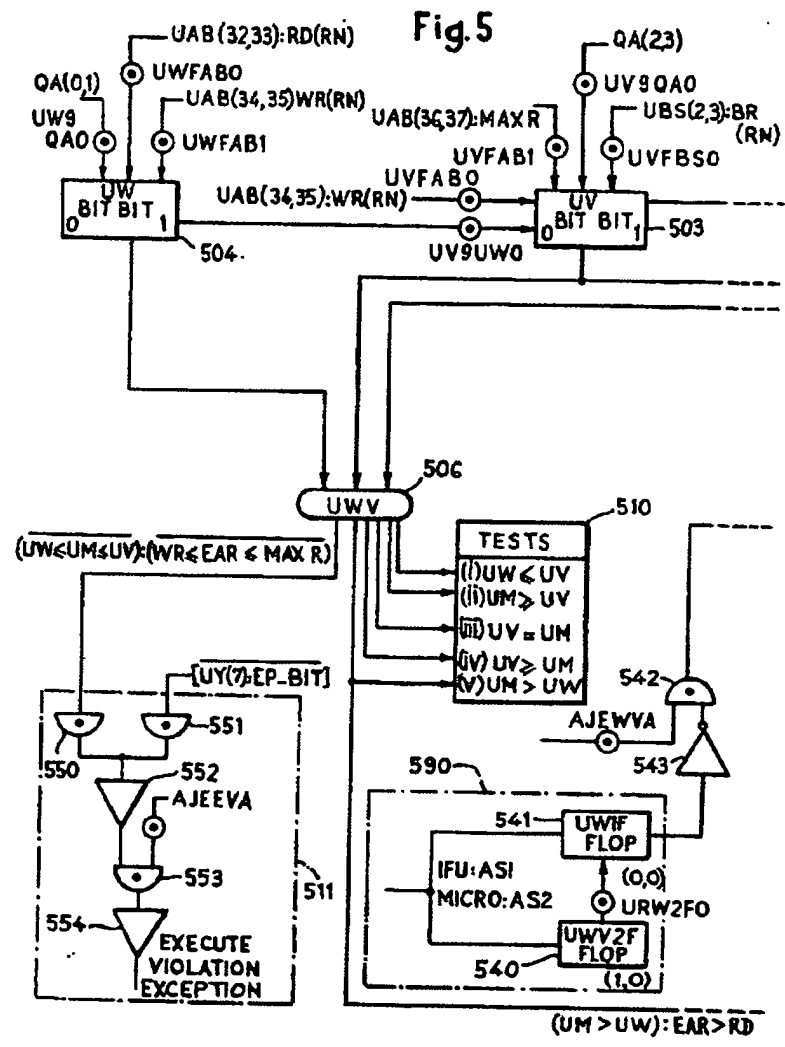 Fig. 5
UAB(32,33):RD(RN)
UWFAB0
QA(0,1)
UW9
QA0
UAB(34,35)WR(RN)
UWFAB1
UW
BIT BIT
0 1
504
QA(2,3)
UV9QA0
UAB(36,37):MAX R
UVFAB1
UBS(2,3):BR
(RN)
UVFBS0
UVFAB0
UAB(34,35):WR(RN)
UV9UW0
UV
BIT BIT
0 1
503
506
UWV
(UW≤UM≤UV):(WR≤EAR≤MAX R)
510
TESTS
(i)UW≤UV
(ii)UM≥UV
(iii)UV=UM
(iv)UV≥UM
(v)UM>UW
[UY(7):EP-BIT]
550
551
552
AJEEVA
553
554
511
EXECUTE
VIOLATION
EXCEPTION
542
AJEWVA
543
590
541
UW1F
FLOP
IFU:AS1
MICRO:AS2
(0,0)
URW2F0
UWV2F
FLOP
540
(1,0)
(UM>UW):EAR>RD